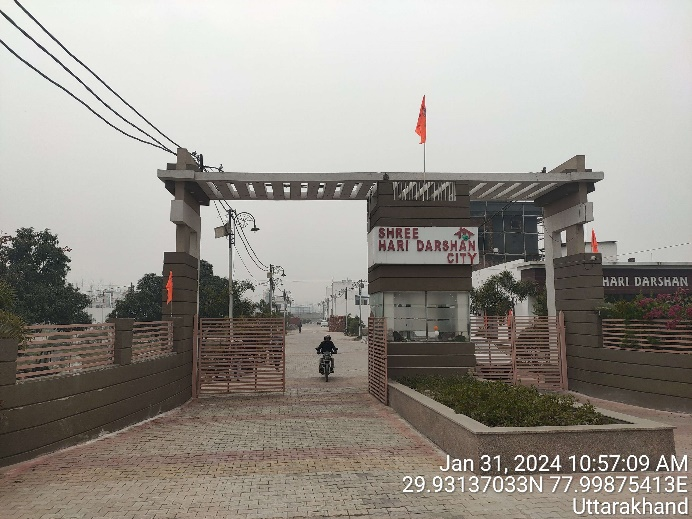 SHREE
HARI DARSHAN
CITY
HARI DARSHAN
Jan 31, 2024 10:57:09 AM
29.93137033N 77.99875413E
Uttarakhand